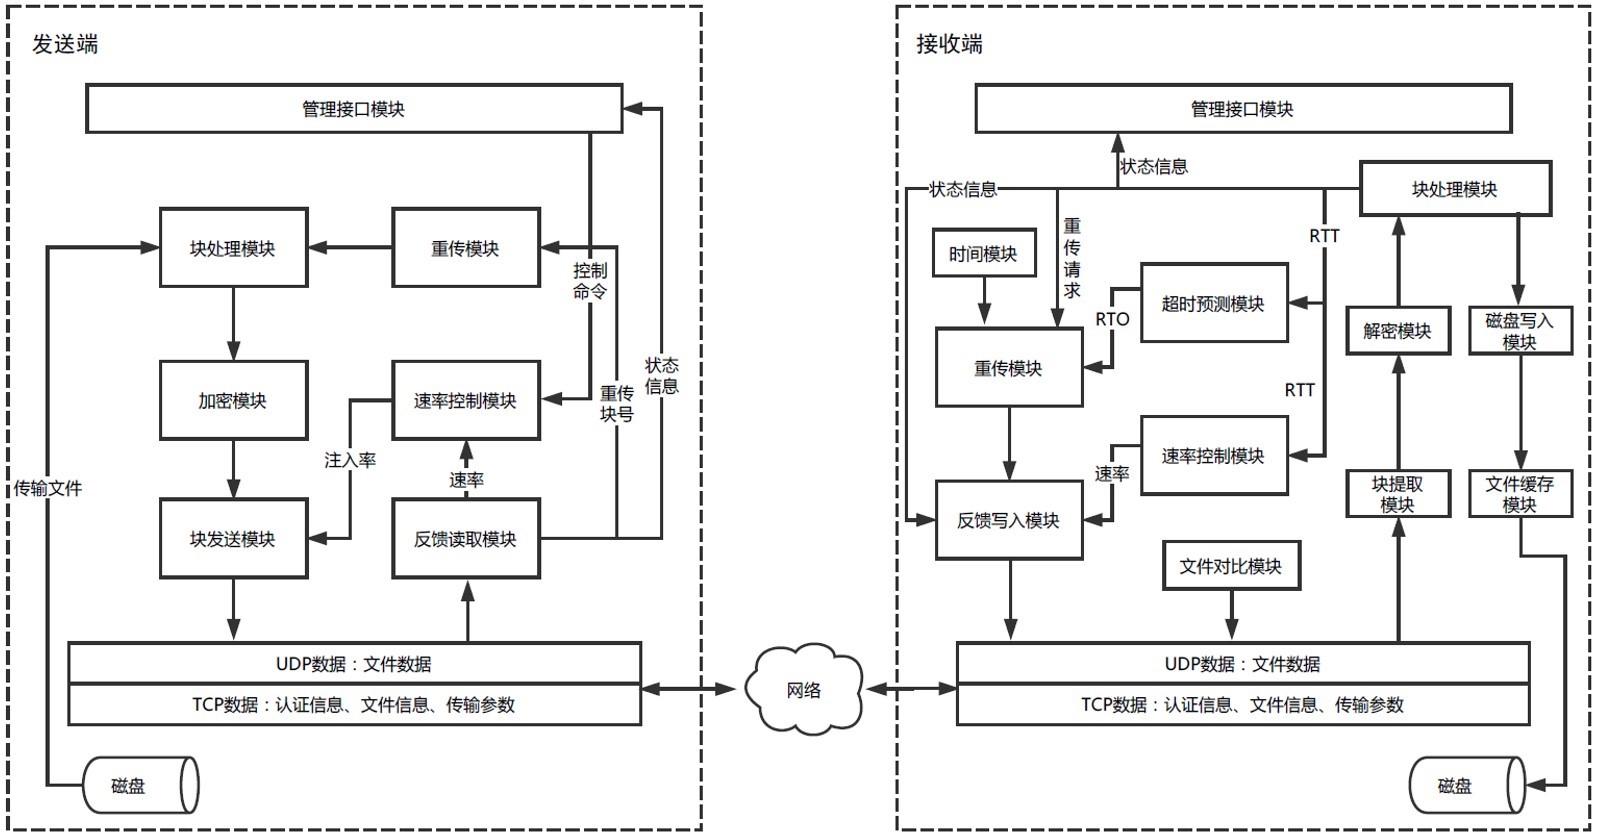 发送端
管理接口模块
块处理模块
重传模块
控制
命令
加密模块
速率控制模块
重传
块号
状态
信息
注入率
速率
传输文件
块发送模块
反馈读取模块
UDP数据：文件数据
TCP数据：认证信息、文件信息、传输参数
磁盘
网络
接收端
管理接口模块
状态信息
状态信息
块处理模块
时间模块
重
传
请
求
RTT
超时预测模块
RTO
重传模块
解密模块
磁盘写入
模块
RTT
速率控制模块
速率
反馈写入模块
块提取
模块
文件缓存
模块
文件对比模块
UDP数据：文件数据
TCP数据：认证信息、文件信息、传输参数
磁盘